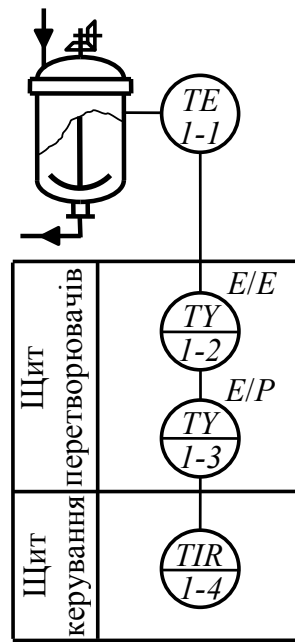 TE
1-1
E/E
TY
1-2
E/P
TY
1-3
Щит
перетворювачів
TIR
1-4
Щит
керування